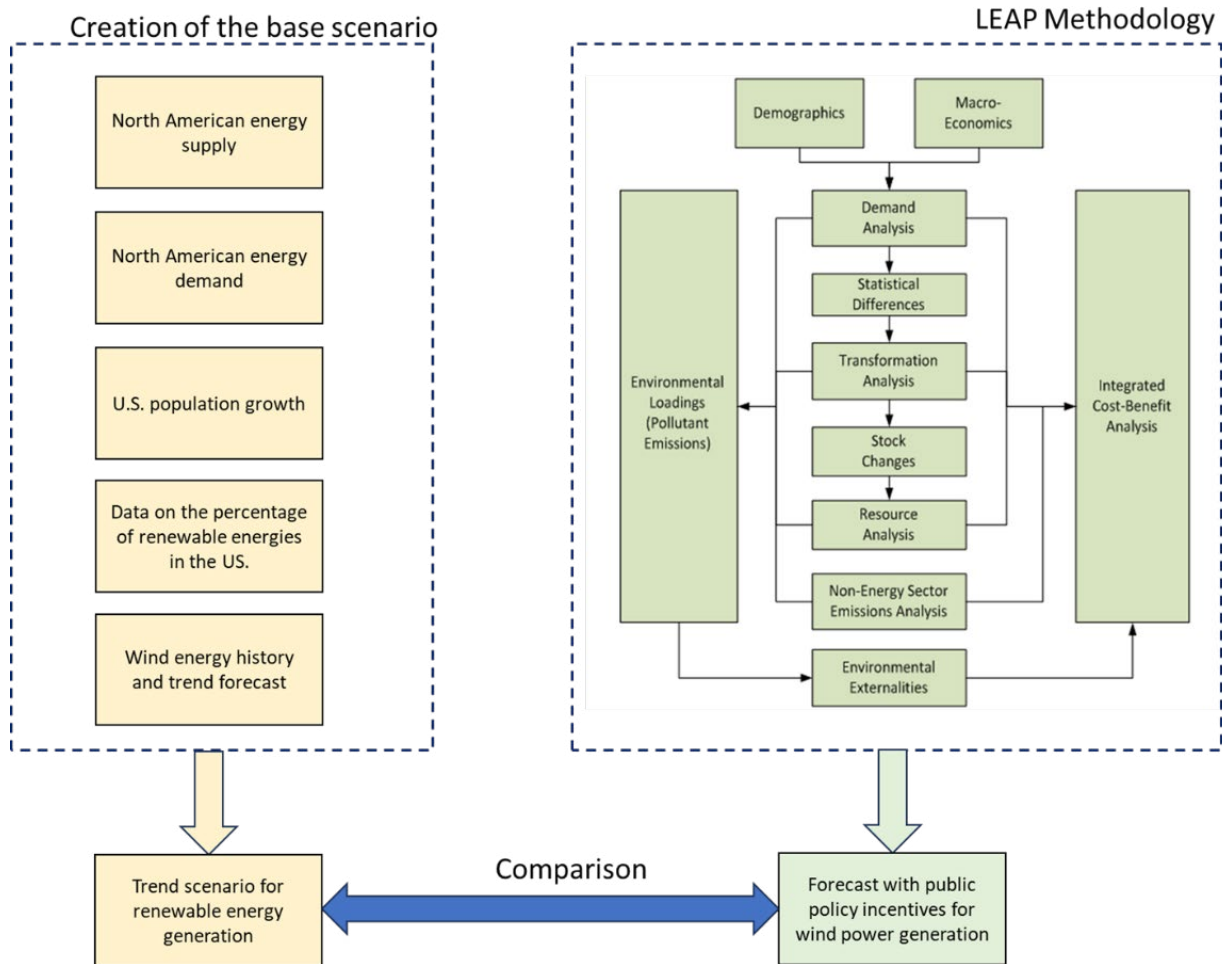 Creation of the base scenario
North American energy
supply
North American energy
demand
U.S. population growth
Data on the percentage
of renewable energies
in the US.
Wind energy history
and trend forecast
Trend scenario for
renewable energy
generation
Comparison
LEAP Methodology
Demographics
Macro-
Economics
Demand
Analysis
Statistical
Differences
Transformation
Analysis
Stock
Changes
Resource
Analysis
Non-Energy Sector
Emissions Analysis
Environmental
Externalities
Environmental
Loadings
(Pollutant
Emissions)
Integrated
Cost-Benefit
Analysis
Forecast with public
policy incentives for
wind power generation